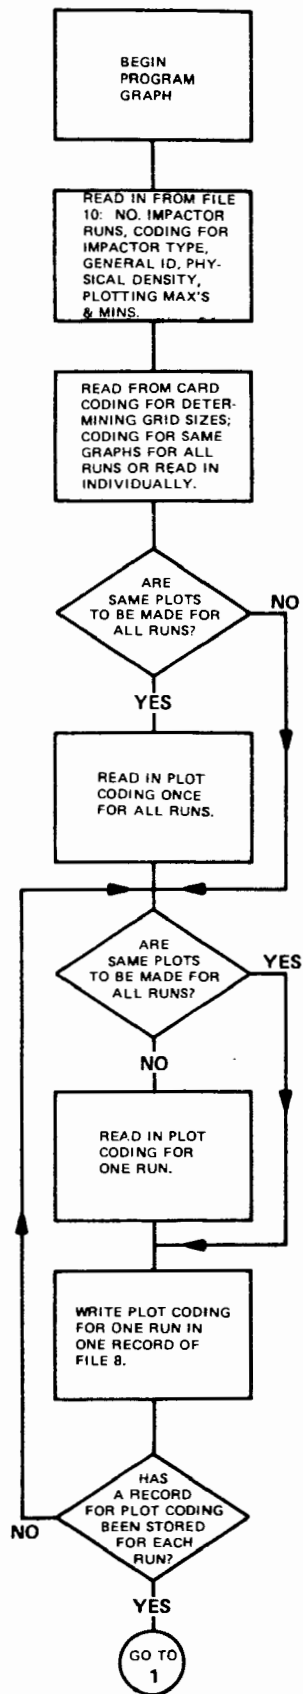 BEGIN
PROGRAM
GRAPH
READ IN FROM FILE
10: NO. IMPACTOR
RUNS, CODING FOR
IMPACTOR TYPE,
GENERAL ID, PHY-
SICAL DENSITY,
PLOTTING MAX'S
& MINS.
READ FROM CARD
CODING FOR DETER-
MINING GRID SIZES;
CODING FOR SAME
GRAPHS FOR ALL
RUNS OR READ IN
INDIVIDUALLY.
ARE
SAME PLOTS
TO BE MADE FOR
ALL RUNS?
NO
YES
READ IN PLOT
CODING ONCE
FOR ALL RUNS.
ARE
SAME PLOTS
TO BE MADE FOR
ALL RUNS?
YES
NO
READ IN PLOT
CODING FOR
ONE RUN.
WRITE PLOT CODING
FOR ONE RUN IN
ONE RECORD OF
FILE 8.
HAS
A RECORD
FOR PLOT CODING
BEEN STORED
FOR EACH
RUN?
NO
YES
GO TO
1